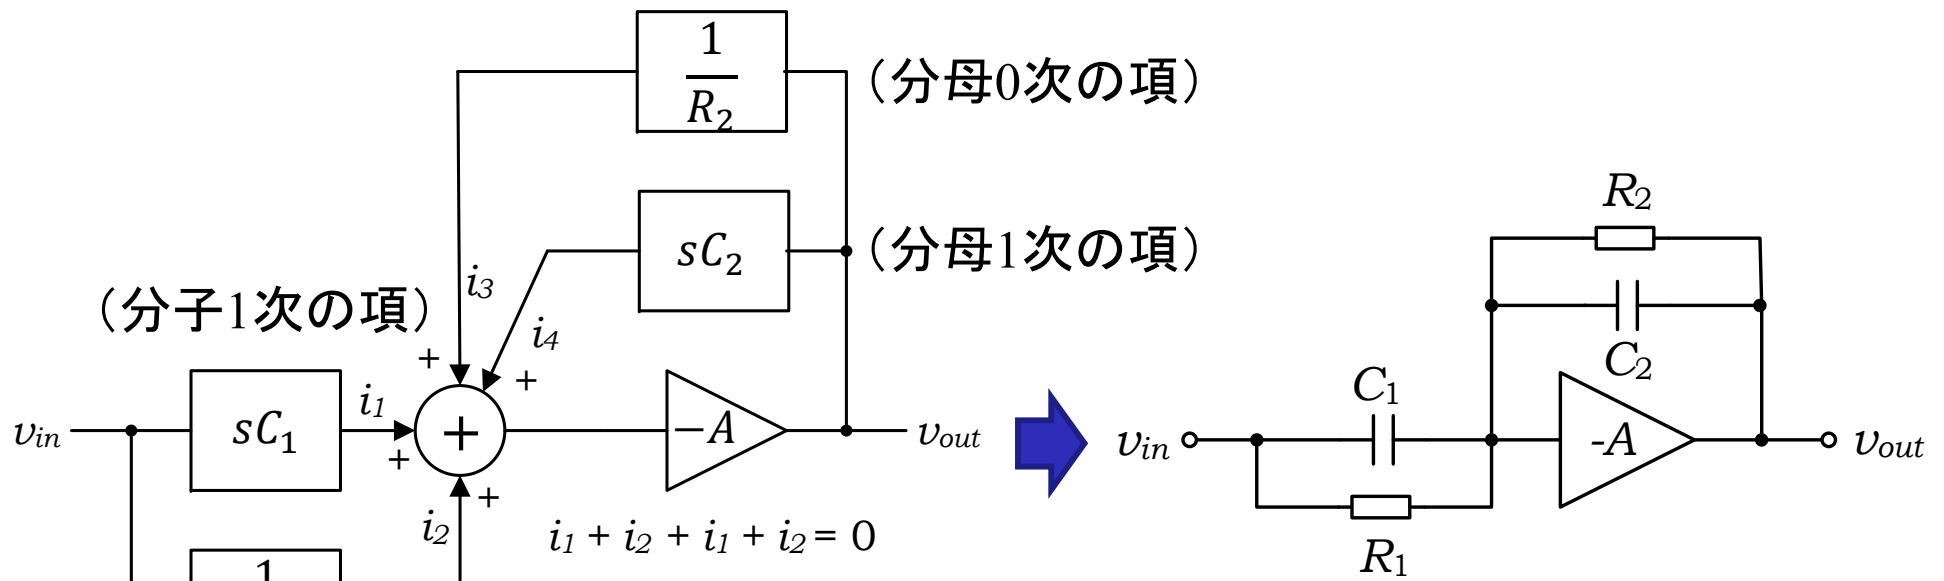 1
R2
(分母0次の項)
sC2
(分母1次の項)
i3
i4
(分子1次の項)
+
+
vin
sC1
i1
+
+
−A
vout
+
i2
+
i1 + i2 + i1 + i2 = 0
1
R2
C2
C1
vin
-A
vout
R1